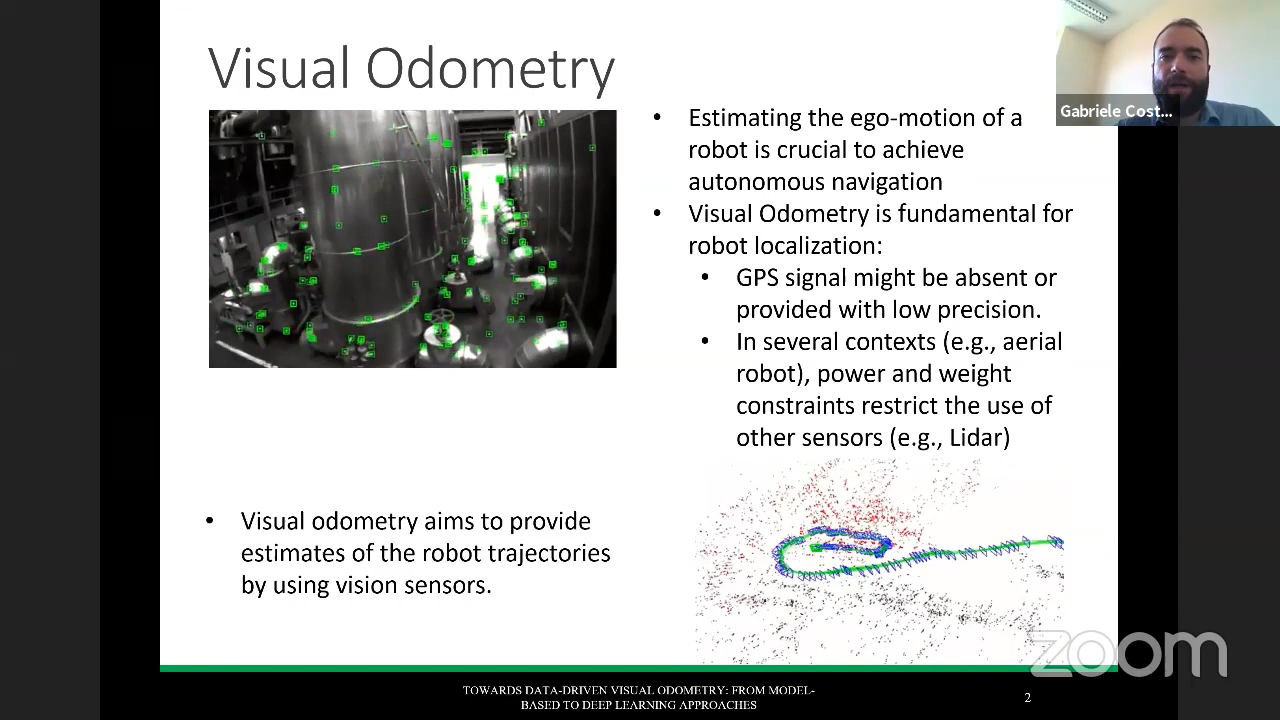 Visual Odometry
Gabriele Cost...
• Estimating the ego-motion of a
robot is crucial to achieve
autonomous navigation
• Visual Odometry is fundamental for
robot localization:
• GPS signal might be absent or
provided with low precision.
• In several contexts (e.g., aerial
robot), power and weight
constraints restrict the use of
other sensors (e.g., Lidar)
• Visual odometry aims to provide
estimates of the robot trajectories
by using vision sensors.
zoom
TOWARDS DATA-DRIVEN VISUAL ODOMETRY: FROM MODEL-
BASED TO DEEP LEARNING APPROACHES
2